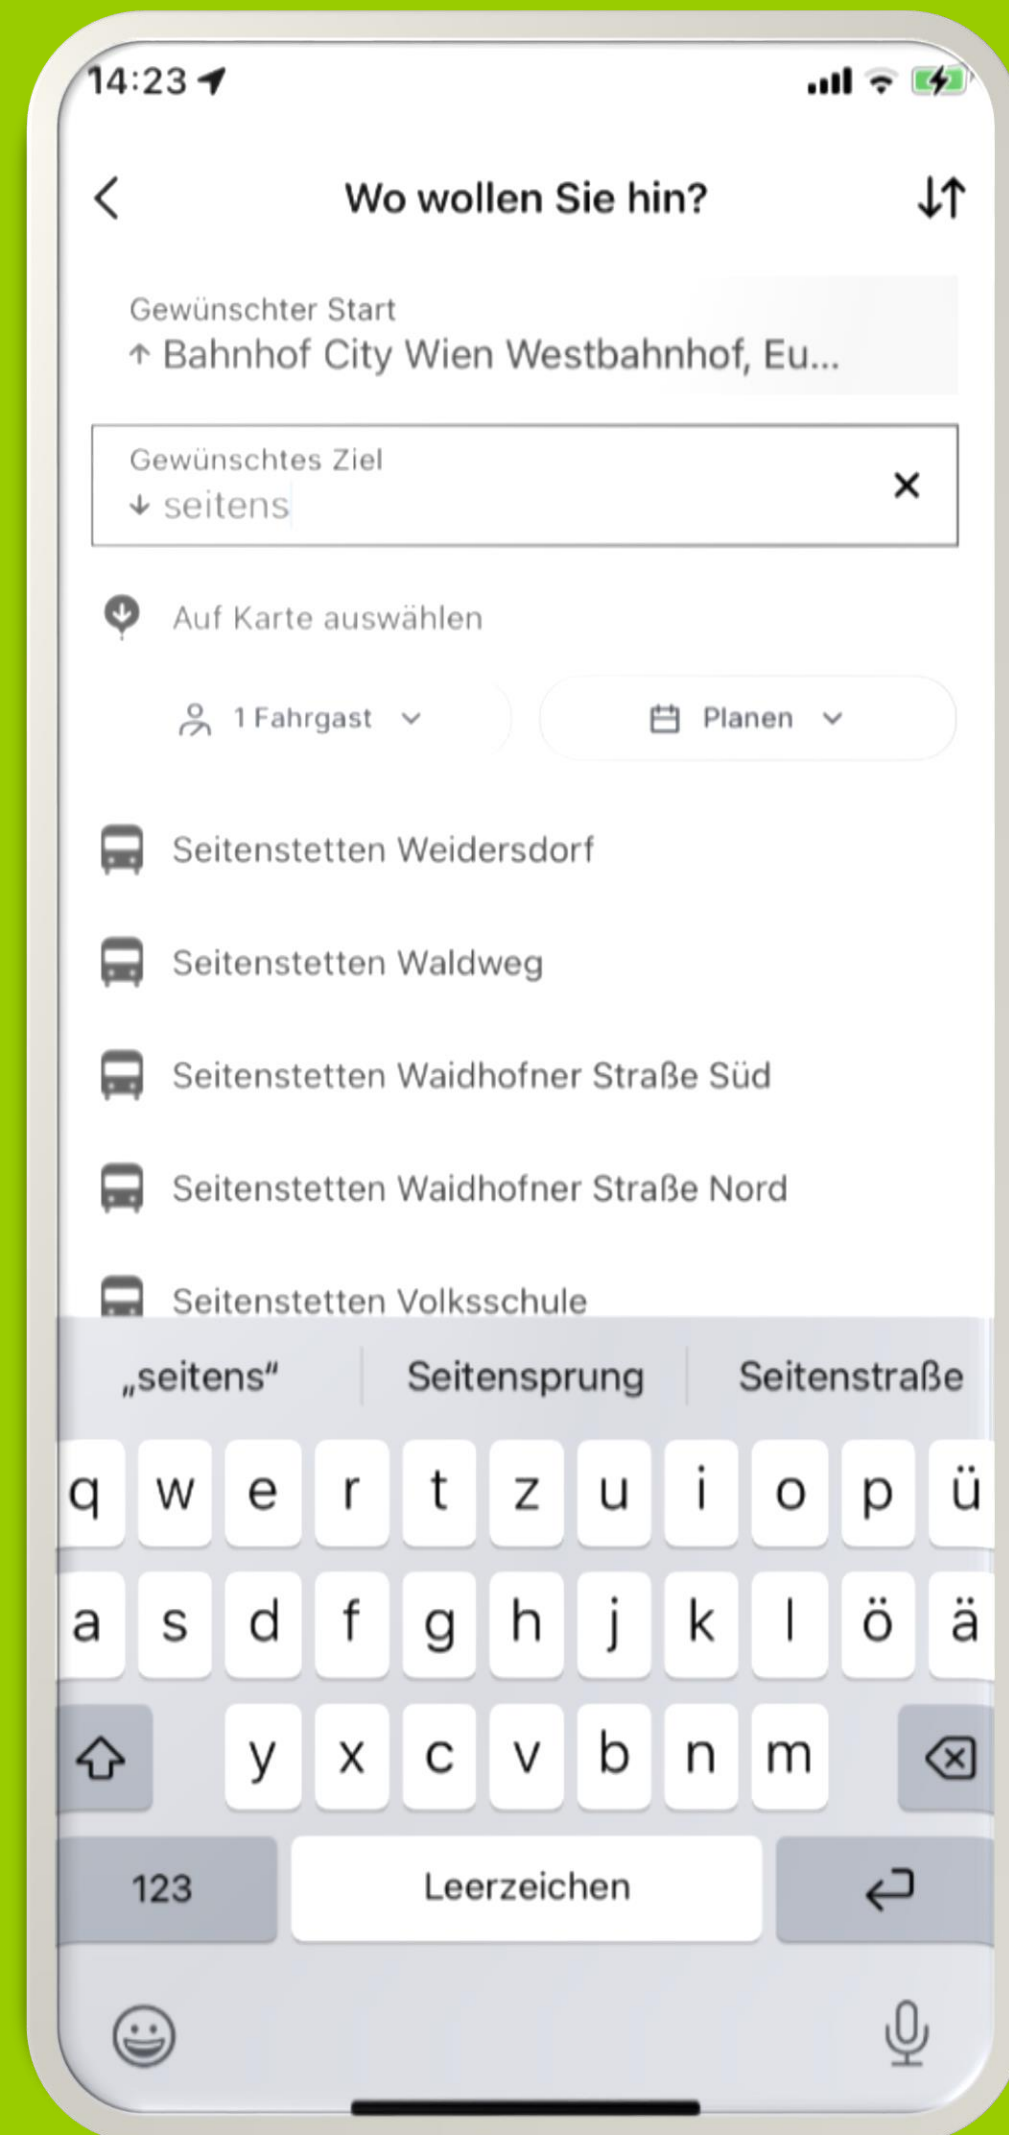 14:23
Wo wollen Sie hin?
Gewünschter Start
Bahnhof City Wien Westbahnhof, Eu...
Gewünschtes Ziel
seitens
Auf Karte auswählen
1 Fahrgast
Planen
Seitenstetten Weidersdorf
Seitenstetten Waldweg
Seitenstetten Waidhofner Straße Süd
Seitenstetten Waidhofner Straße Nord
Seitenstetten Volksschule
„seitens“ Seitensprung Seitenstraße
q w e r t z u i o p ü
a s d f g h j k l ö ä
y x c v b n m
123 Leerzeichen